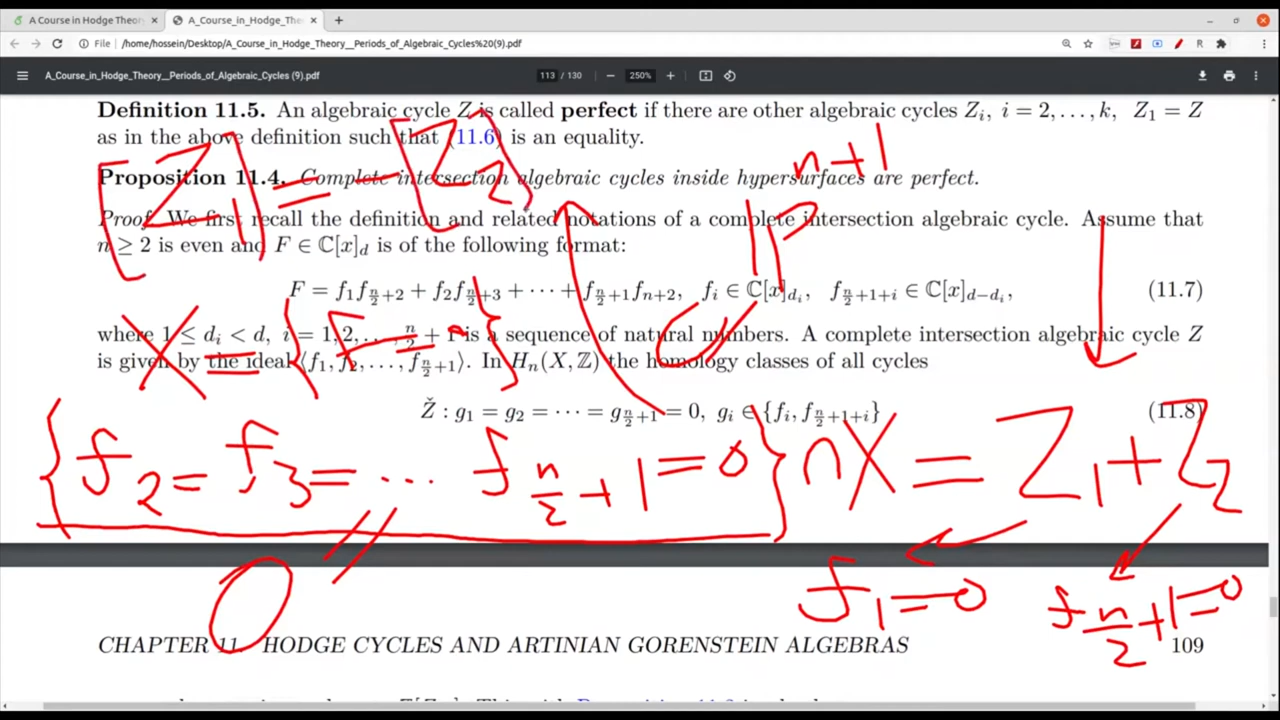 A Course in Hodge Theory
A_Course_in_Hodge_The
File /home/hossein/Desktop/A_Course_in_Hodge_Theory__Periods_of_Algebraic_Cycles%20(9).pdf
A_Course_in_Hodge_Theory__Periods_of_Algebraic_Cycles (9).pdf
113 / 130
250%
Definition 11.5. An algebraic cycle Z is called perfect if there are other algebraic cycles Z_i, i = 2, . . . , k, Z_1 = Z
as in the above definition such that (11.6) is an equality.
[Z_1] = - [Z_2]
P^{n+1}
Proposition 11.4. Complete intersection algebraic cycles inside hypersurfaces are perfect.
Proof. We first recall the definition and related notations of a complete intersection algebraic cycle. Assume that
n ≥ 2 is even and F ∈ C[x]_d is of the following format:
F = f_1 f_{n/2+2} + f_2 f_{n/2+3} + · · · + f_{n/2+1} f_{n+2}, f_i ∈ C[x]_{d_i}, f_{n/2+1+i} ∈ C[x]_{d−d_i}, (11.7)
where 1 ≤ d_i < d, i = 1, 2, . . . , n/2 + 1 is a sequence of natural numbers. A complete intersection algebraic cycle Z
is given by the ideal ⟨f_1, f_2, . . . , f_{n/2+1}⟩. In H_n(X, Z) the homology classes of all cycles
X = {F = 0}
Ž : g_1 = g_2 = · · · = g_{n/2+1} = 0, g_i ∈ {f_i, f_{n/2+1+i}} (11.8)
{f_2 = f_3 = ... f_{n/2+1} = 0} ∩ X = Z_1 + Z_2
0
f_1 = 0
f_{n/2+1} = 0
CHAPTER 11. HODGE CYCLES AND ARTINIAN GORENSTEIN ALGEBRAS 109